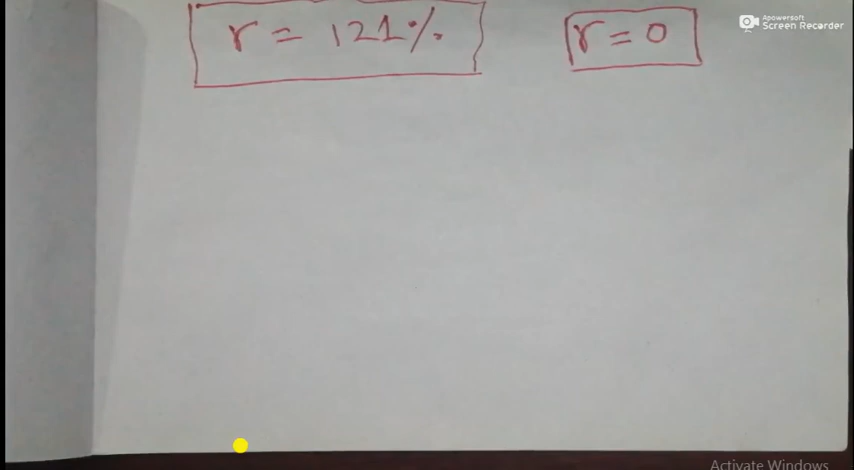 r = 121%
r = 0
Apowersoft
Screen Recorder
Activate Windows